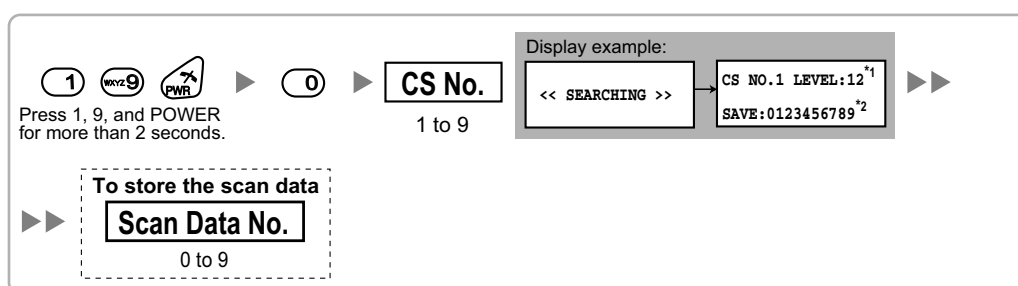 Display example:
1 WXYZ 9 PWR 0 CS No. << SEARCHING >> CS NO.1 LEVEL:12*1
SAVE:0123456789*2
Press 1, 9, and POWER
for more than 2 seconds.
1 to 9
To store the scan data
Scan Data No.
0 to 9